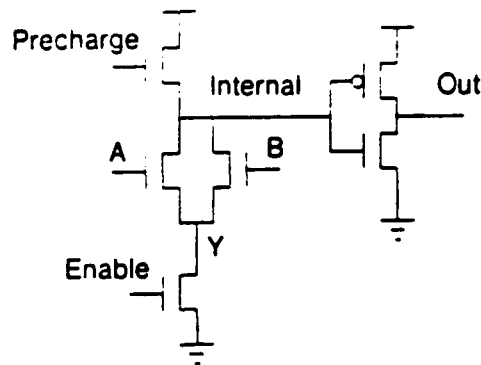 Precharge
Internal
Out
A
B
Y
Enable